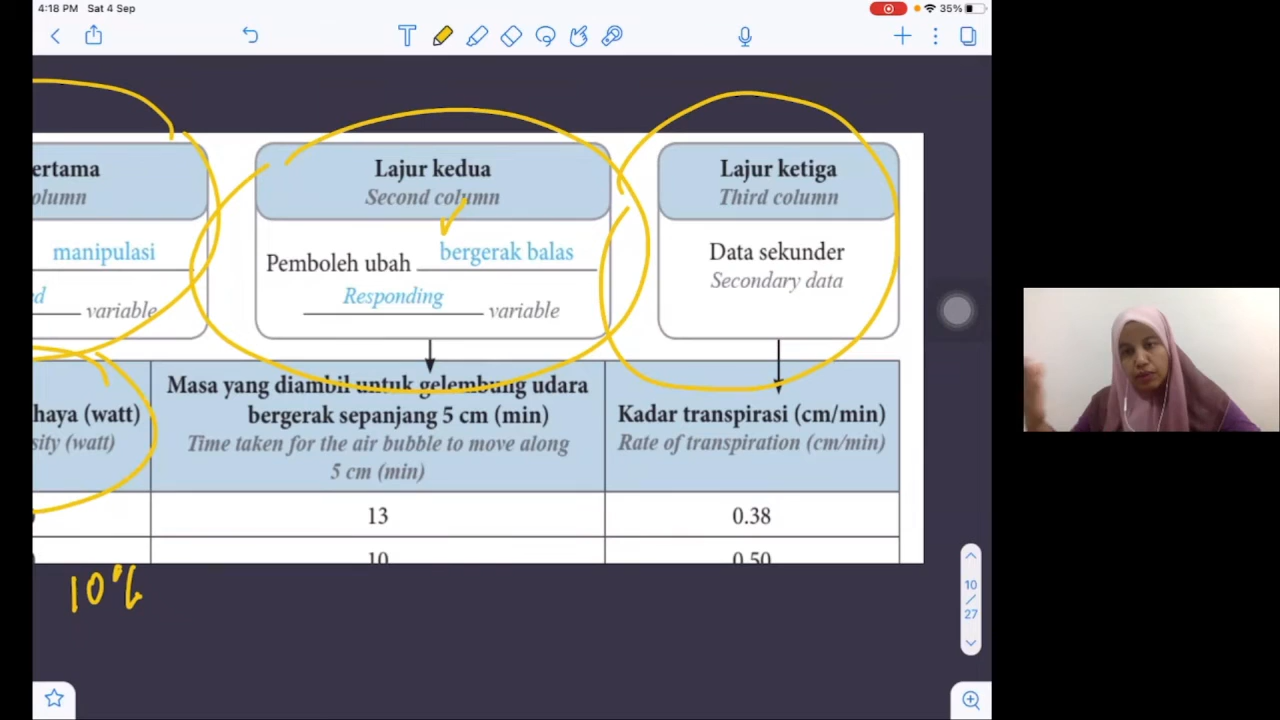 4:18 PM Sat 4 Sep
35%
T
ertama
olumn
manipulasi
ed
variable
Lajur kedua
Second column
Pemboleh ubah bergerak balas
Responding variable
Lajur ketiga
Third column
Data sekunder
Secondary data
haya (watt)
sity (watt)
Masa yang diambil untuk gelembung udara
bergerak sepanjang 5 cm (min)
Time taken for the air bubble to move along
5 cm (min)
Kadar transpirasi (cm/min)
Rate of transpiration (cm/min)
13
0.38
10
0.50
10%
10
/
27